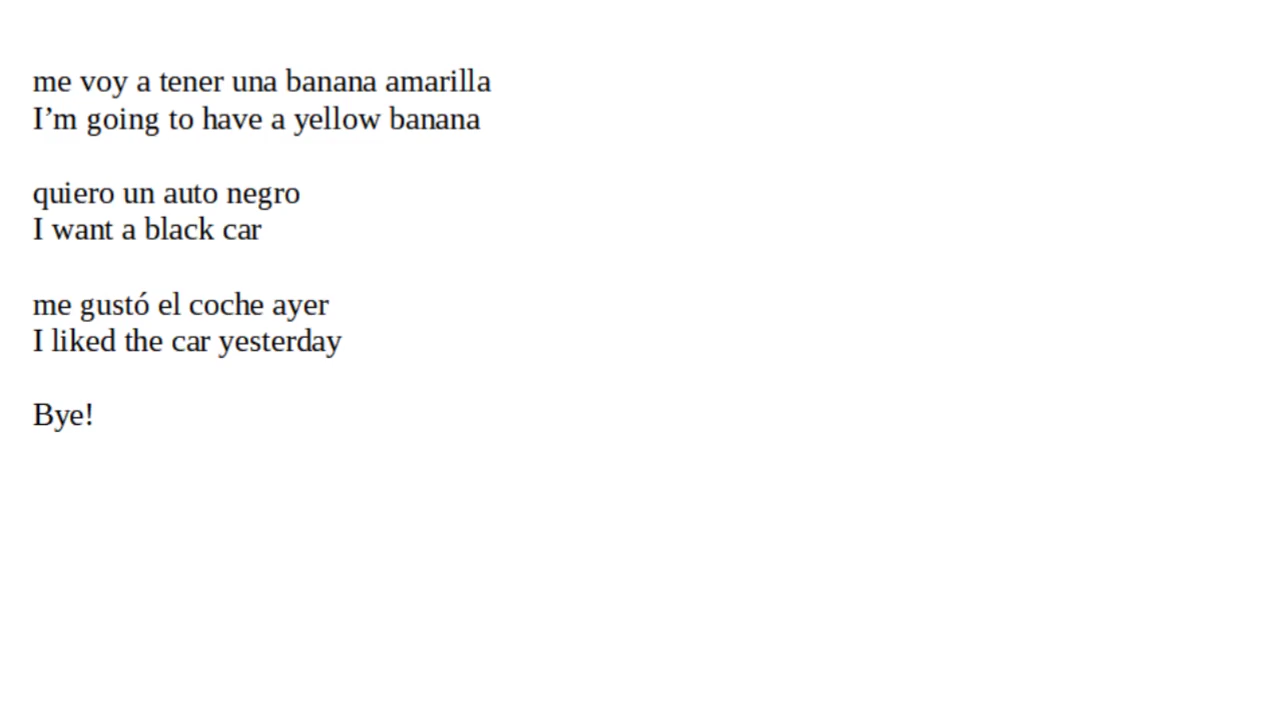 me voy a tener una banana amarilla
I’m going to have a yellow banana
quiero un auto negro
I want a black car
me gustó el coche ayer
I liked the car yesterday
Bye!